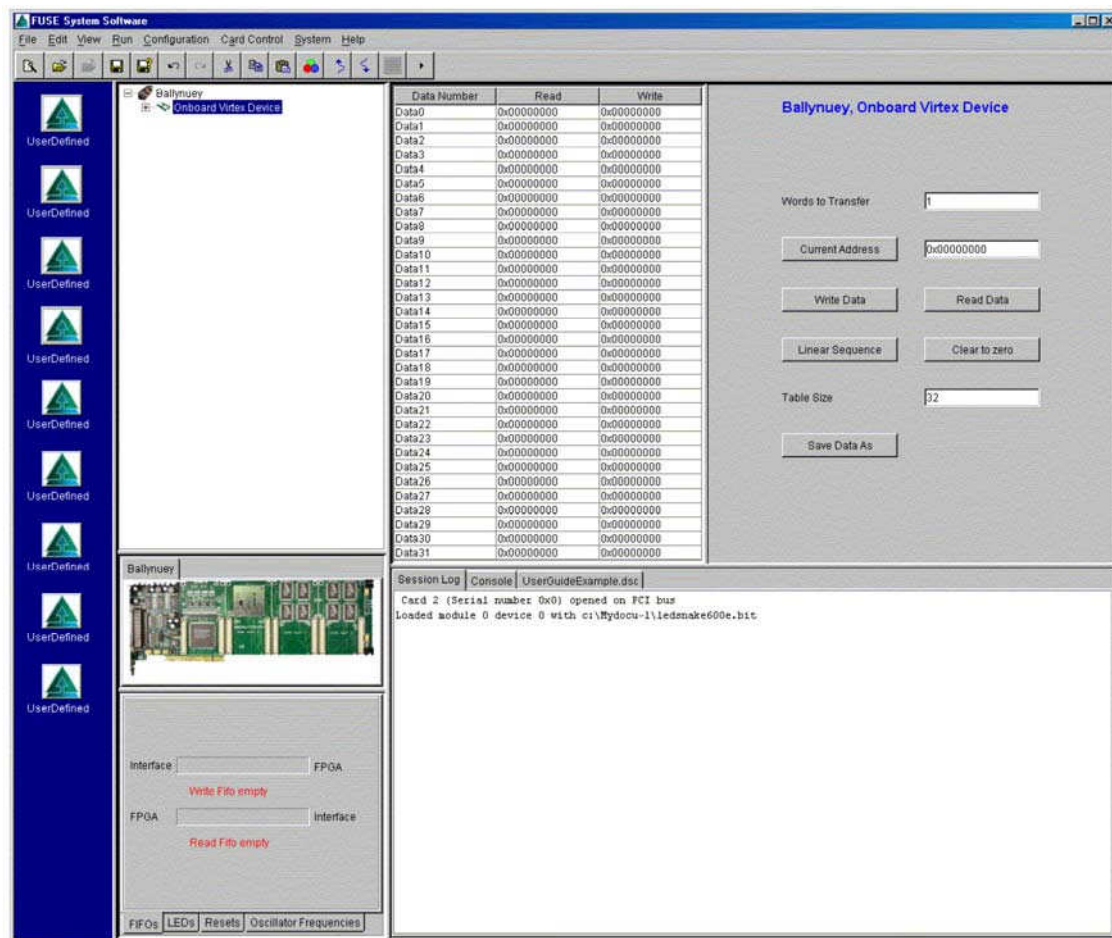 FUSE System Software
File Edit View Run Configuration Card Control System Help
UserDefined
UserDefined
UserDefined
UserDefined
UserDefined
UserDefined
UserDefined
UserDefined
UserDefined
Ballynuey
Onboard Virtex Device
Data Number Read Write
Data0 0x00000000 0x00000000
Data1 0x00000000 0x00000000
Data2 0x00000000 0x00000000
Data3 0x00000000 0x00000000
Data4 0x00000000 0x00000000
Data5 0x00000000 0x00000000
Data6 0x00000000 0x00000000
Data7 0x00000000 0x00000000
Data8 0x00000000 0x00000000
Data9 0x00000000 0x00000000
Data10 0x00000000 0x00000000
Data11 0x00000000 0x00000000
Data12 0x00000000 0x00000000
Data13 0x00000000 0x00000000
Data14 0x00000000 0x00000000
Data15 0x00000000 0x00000000
Data16 0x00000000 0x00000000
Data17 0x00000000 0x00000000
Data18 0x00000000 0x00000000
Data19 0x00000000 0x00000000
Data20 0x00000000 0x00000000
Data21 0x00000000 0x00000000
Data22 0x00000000 0x00000000
Data23 0x00000000 0x00000000
Data24 0x00000000 0x00000000
Data25 0x00000000 0x00000000
Data26 0x00000000 0x00000000
Data27 0x00000000 0x00000000
Data28 0x00000000 0x00000000
Data29 0x00000000 0x00000000
Data30 0x00000000 0x00000000
Data31 0x00000000 0x00000000
Ballynuey, Onboard Virtex Device
Words to Transfer 1
Current Address 0x00000000
Write Data Read Data
Linear Sequence Clear to zero
Table Size 32
Save Data As
Ballynuey
Interface FPGA
Write Fifo empty
FPGA Interface
Read Fifo empty
FIFOs LEDs Resets Oscillator Frequencies
Session Log Console UserGuideExample.dsc
Card 2 (Serial number 0x0) opened on PCI bus
Loaded module 0 device 0 with c:\Mydocu~1\ledsnake600e.bit